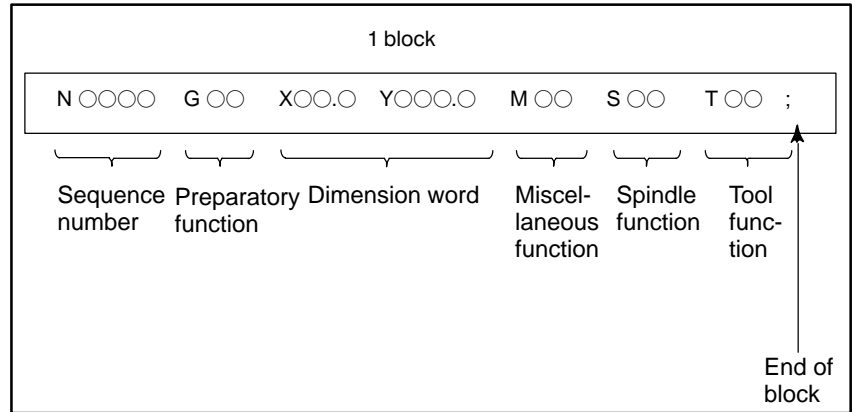 1 block
N ○○○○ G ○○ X○○.○ Y○○○.○ M ○○ S ○○ T ○○ ;
Sequence number
Preparatory function
Dimension word
Miscel-
laneous
function
Spindle
function
Tool
func-
tion
End of
block